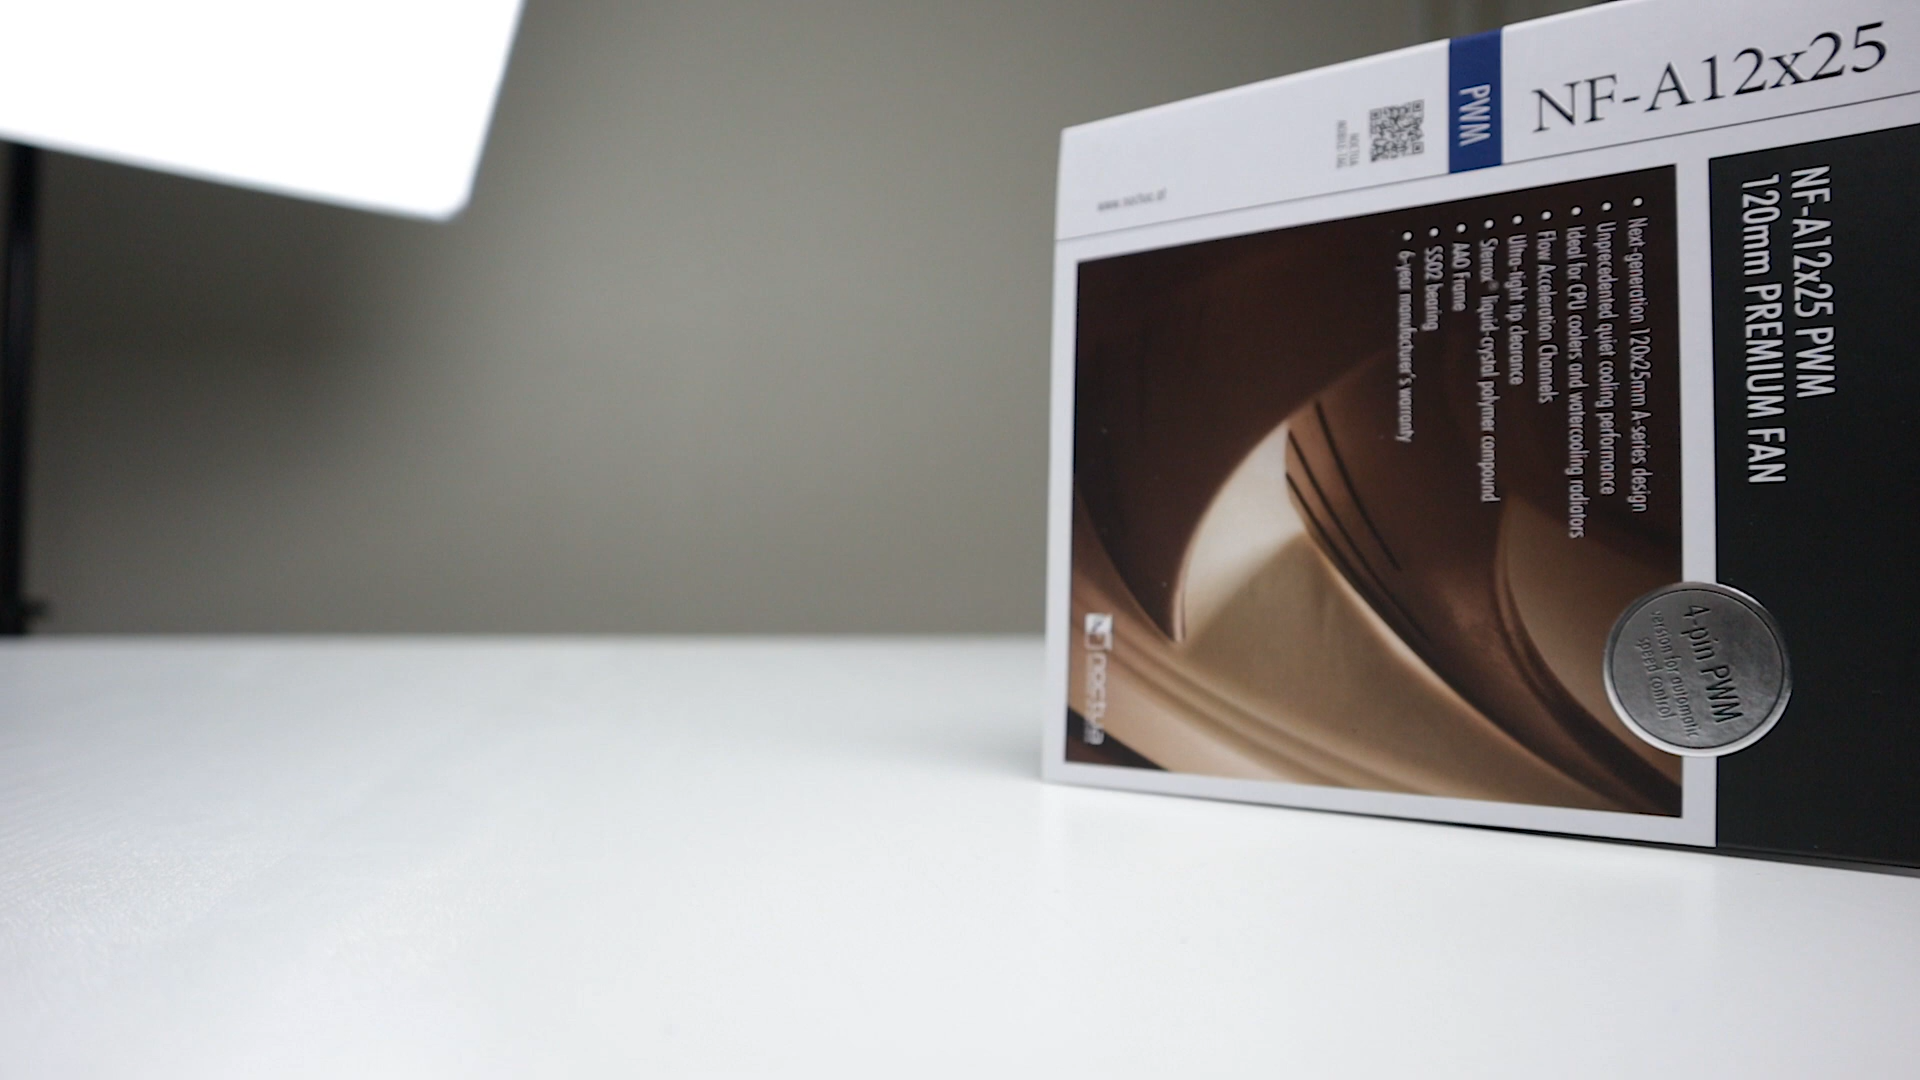 NF-A12x25
PWM
NOCTUA
MOBILE TAG
www.noctua.at
NF-A12x25 PWM
120mm PREMIUM FAN
• Next-generation 120x25mm A-series design
• Unprecedented quiet cooling performance
• Ideal for CPU coolers and watercooling radiators
• Flow Acceleration Channels
• Ultra-tight tip clearance
• Sterrox® liquid-crystal polymer compound
• AAO Frame
• SSO2 bearing
• 6-year manufacturer's warranty
4-pin PWM
version for automatic
speed control
noctua